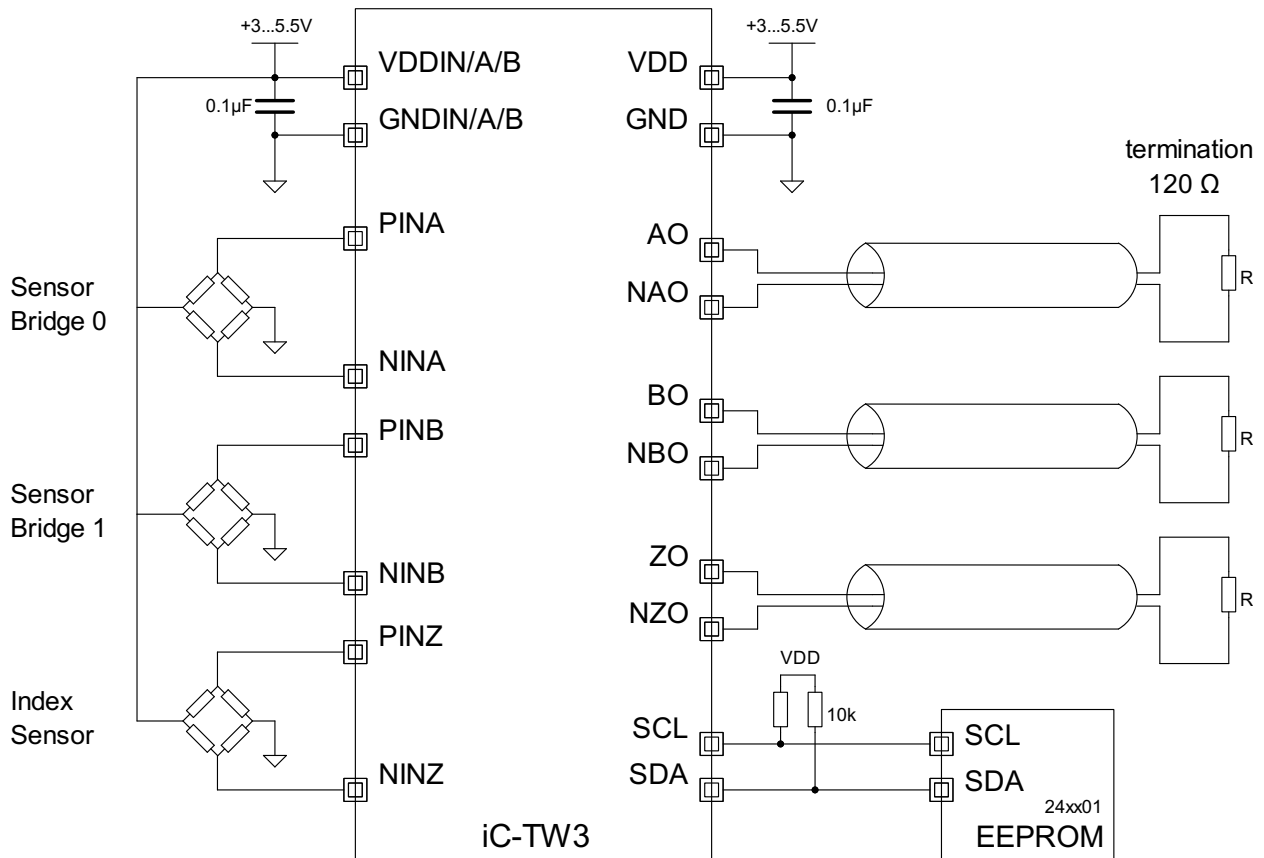 +3...5.5V
+3...5.5V
VDDIN/A/B
VDD
0.1µF
0.1µF
GNDIN/A/B
GND
termination
120 Ω
PINA
AO
Sensor
Bridge 0
NAO
R
NINA
BO
PINB
NBO
R
Sensor
Bridge 1
ZO
NINB
NZO
R
PINZ
VDD
Index
Sensor
10k
SCL
SCL
NINZ
SDA
SDA
24xx01
iC-TW3
EEPROM